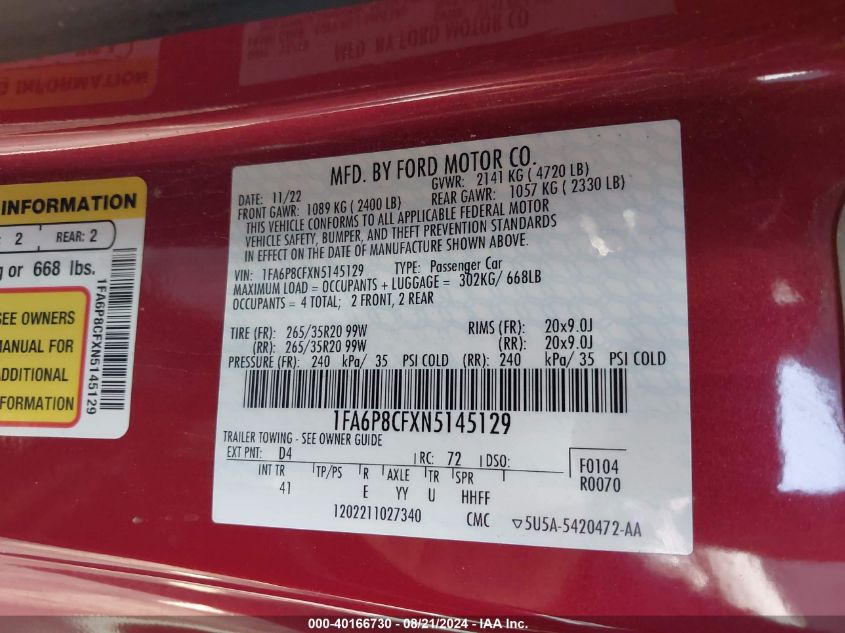 MFD. BY FORD MOTOR CO.
INFORMATION
MFD. BY FORD MOTOR CO.
DATE: 11/22 GVWR: 2141 KG ( 4720 LB)
FRONT GAWR: 1089 KG ( 2400 LB) REAR GAWR: 1057 KG ( 2330 LB)
THIS VEHICLE CONFORMS TO ALL APPLICABLE FEDERAL MOTOR
VEHICLE SAFETY, BUMPER, AND THEFT PREVENTION STANDARDS
IN EFFECT ON THE DATE OF MANUFACTURE SHOWN ABOVE.
VIN: 1FA6P8CFXN5145129 TYPE: Passenger Car
MAXIMUM LOAD = OCCUPANTS + LUGGAGE = 302KG/ 668LB
OCCUPANTS = 4 TOTAL; 2 FRONT, 2 REAR
TIRE (FR): 265/35R20 99W RIMS (FR): 20x9.0J
(RR): 265/35R20 99W (RR): 20x9.0J
PRESSURE (FR): 240 kPa/ 35 PSI COLD (RR): 240 kPa/ 35 PSI COLD
1FA6P8CFXN5145129
TRAILER TOWING - SEE OWNER GUIDE
EXT PNT: D4 RC: 72 DSO: F0104
R0070
INT TR TP/PS R AXLE TR SPR
41 E YY U HHFF
1202211027340 CMC ▽5U5A-5420472-AA
INFORMATION
: 2 REAR: 2
g or 668 lbs.
SEE OWNERS
MANUAL FOR
ADDITIONAL
INFORMATION
1FA6P8CFXN5145129
000-40166730 - 08/21/2024 - IAA Inc.